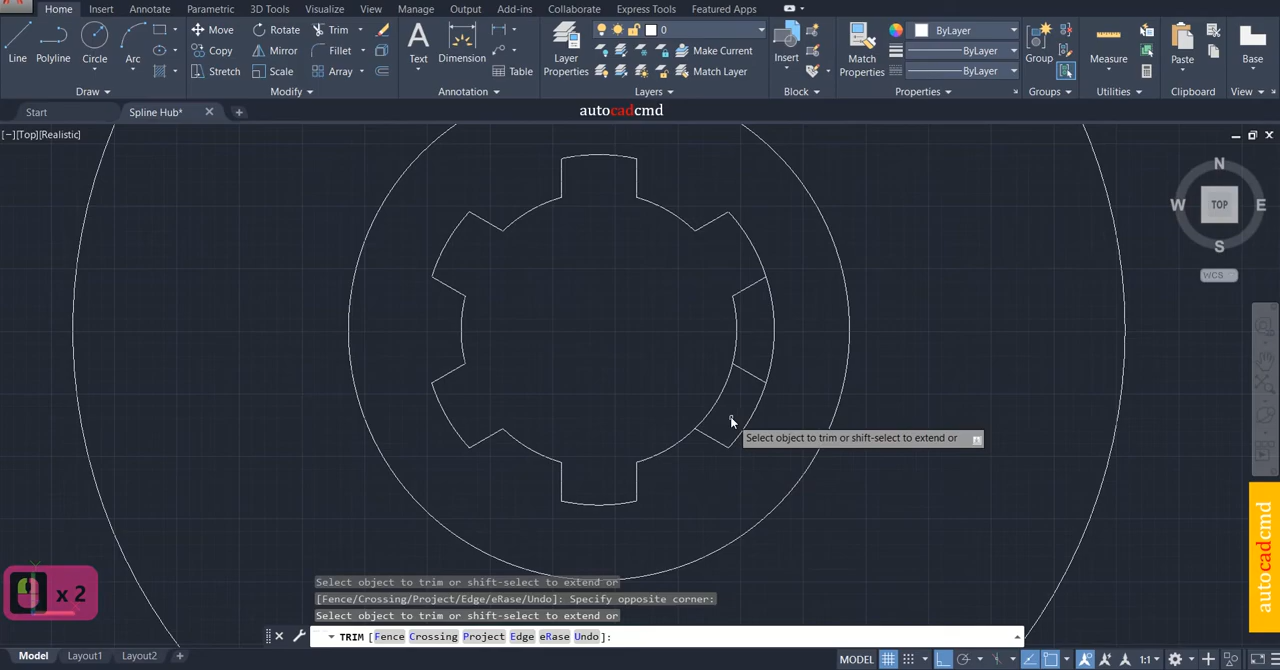 Home Insert Annotate Parametric 3D Tools Visualize View Manage Output Add-ins Collaborate Express Tools Featured Apps
Line Polyline Circle Arc
Move Rotate Trim
Copy Mirror Fillet
Stretch Scale Array
Text Dimension Table
Layer Properties
0
Make Current
Match Layer
Insert
Match Properties
ByLayer
ByLayer
ByLayer
Group
Measure
Paste
Base
Draw Modify Annotation Layers Block Properties Groups Utilities Clipboard View
Start Spline Hub*
autocadcmd
[−][Top][Realistic]
N
W TOP E
S
WCS
Select object to trim or shift-select to extend or
autocadcmd
x 2
Select object to trim or shift-select to extend or
[Fence/Crossing/Project/Edge/eRase/Undo]: Specify opposite corner:
Select object to trim or shift-select to extend or
TRIM [Fence Crossing Project Edge eRase Undo]:
Model Layout1 Layout2 +
MODEL 1:1